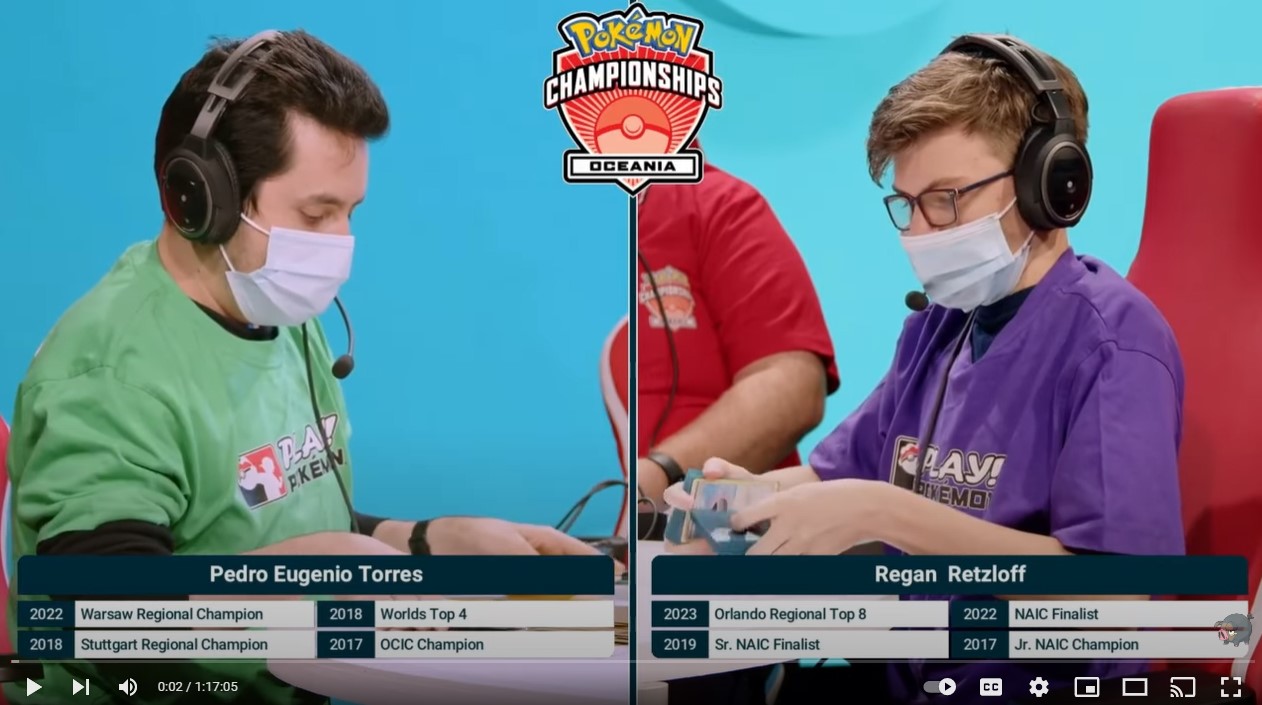 POKéMON
CHAMPIONSHIPS
OCEANIA
PLAY!
POKÉMON
PLAY!
POKÉMON
Pedro Eugenio Torres
2022 Warsaw Regional Champion 2018 Worlds Top 4
2018 Stuttgart Regional Champion 2017 OCIC Champion
Regan Retzloff
2023 Orlando Regional Top 8 2022 NAIC Finalist
2019 Sr. NAIC Finalist 2017 Jr. NAIC Champion
0:02 / 1:17:05
CC